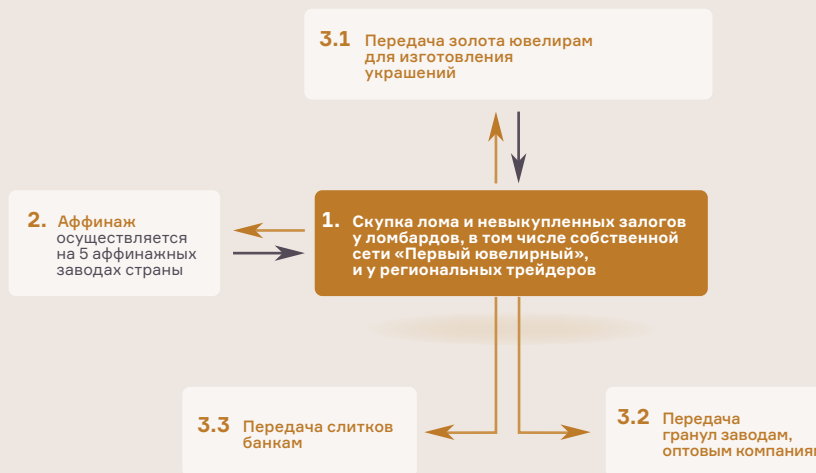 3.1 Передача золота ювелирам
для изготовления
украшений
1. Скупка лома и невыкупленных залогов
у ломбардов, в том числе собственной
сети «Первый ювелирный»,
и у региональных трейдеров
2. Аффинаж
осуществляется
на 5 аффинажных
заводах страны
3.3 Передача слитков
банкам
3.2 Передача
гранул заводам,
оптовым